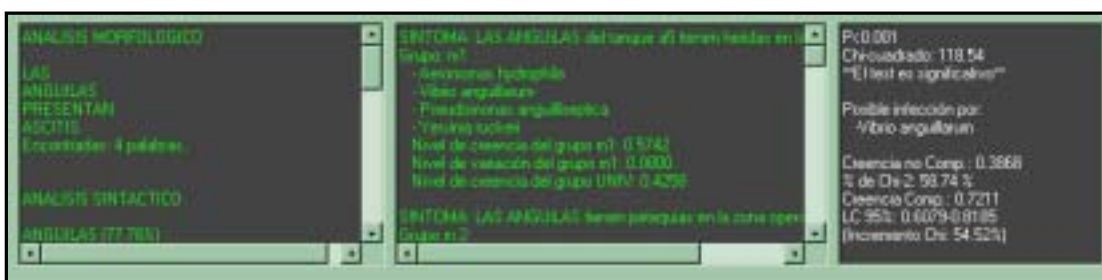 ANALISIS MORFOLOGICO
LAS
ANGUILAS
PRESENTAN
ASCITIS
Encontradas: 4 palabras.
ANALISIS SINTACTICO
ANGUILAS (77.78%)
SINTOMA: LAS ANGUILAS del tanque a5 tienen heridas en l
Grupo: m1
-Aeromonas hydrophila
-Vibrio anguillarum
-Pseudomonas anguilliseptica
-Yersinia ruckeri
Nivel de creencia del grupo m1: 0.5742
Nivel de variación del grupo m1: 0.0000
Nivel de creencia del grupo UNIV: 0.4258
SINTOMA: LAS ANGUILAS tienen petequias en la zona oper
Grupo: m2
P<0.001
Chi-cuadrado: 118.54
"El test es significativo"
Posible infección por:
-Vibrio anguillarum
Creencia no Comp.: 0.3868
% de Chi-2: 59.74 %
Creencia Comp.: 0.7211
LC 95%: 0.6079-0.8185
(Incremento Chi: 54.52%)